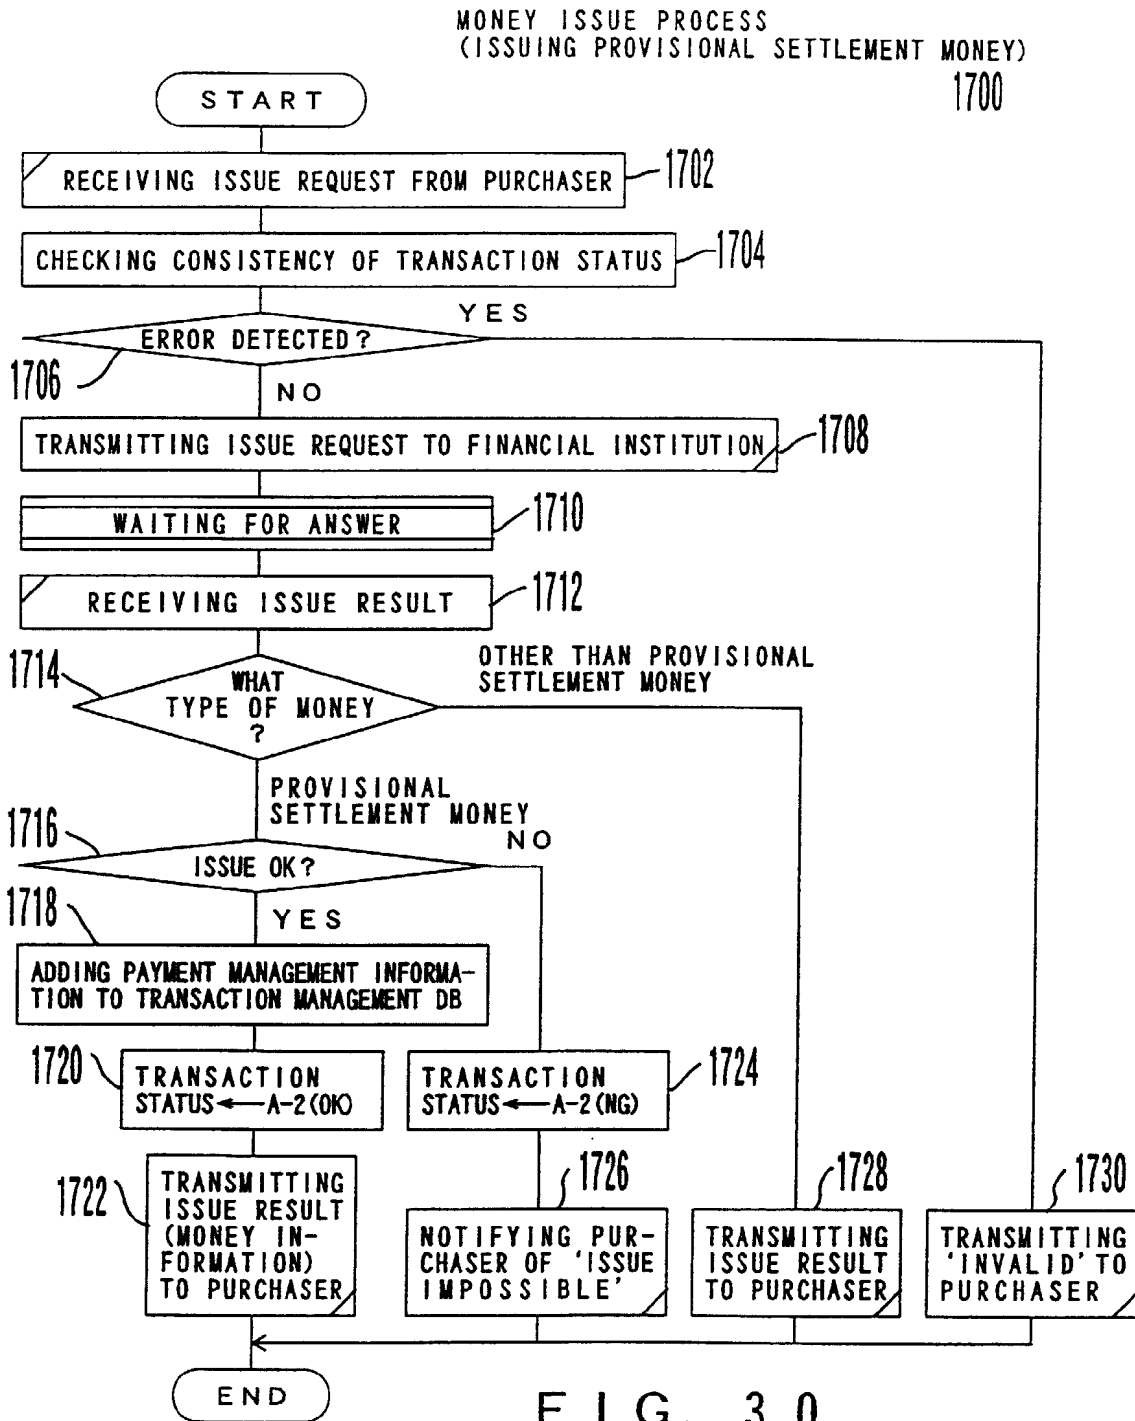 MONEY ISSUE PROCESS
(ISSUING PROVISIONAL SETTLEMENT MONEY)
1700
START
RECEIVING ISSUE REQUEST FROM PURCHASER
1702
CHECKING CONSISTENCY OF TRANSACTION STATUS
1704
YES
ERROR DETECTED?
1706
NO
TRANSMITTING ISSUE REQUEST TO FINANCIAL INSTITUTION
1708
WAITING FOR ANSWER
1710
RECEIVING ISSUE RESULT
1712
1714
WHAT
TYPE OF MONEY
?
OTHER THAN PROVISIONAL
SETTLEMENT MONEY
PROVISIONAL
SETTLEMENT MONEY
1716
ISSUE OK?
NO
1718
YES
ADDING PAYMENT MANAGEMENT INFORMA-
TION TO TRANSACTION MANAGEMENT DB
1720
TRANSACTION
STATUS←A-2(OK)
TRANSACTION
STATUS←A-2(NG)
1724
1722
TRANSMITTING
ISSUE RESULT
(MONEY IN-
FORMATION)
TO PURCHASER
1726
NOTIFYING PUR-
CHASER OF 'ISSUE
IMPOSSIBLE'
1728
TRANSMITTING
ISSUE RESULT
TO PURCHASER
1730
TRANSMITTING
'INVALID' TO
PURCHASER
END
FIG. 30